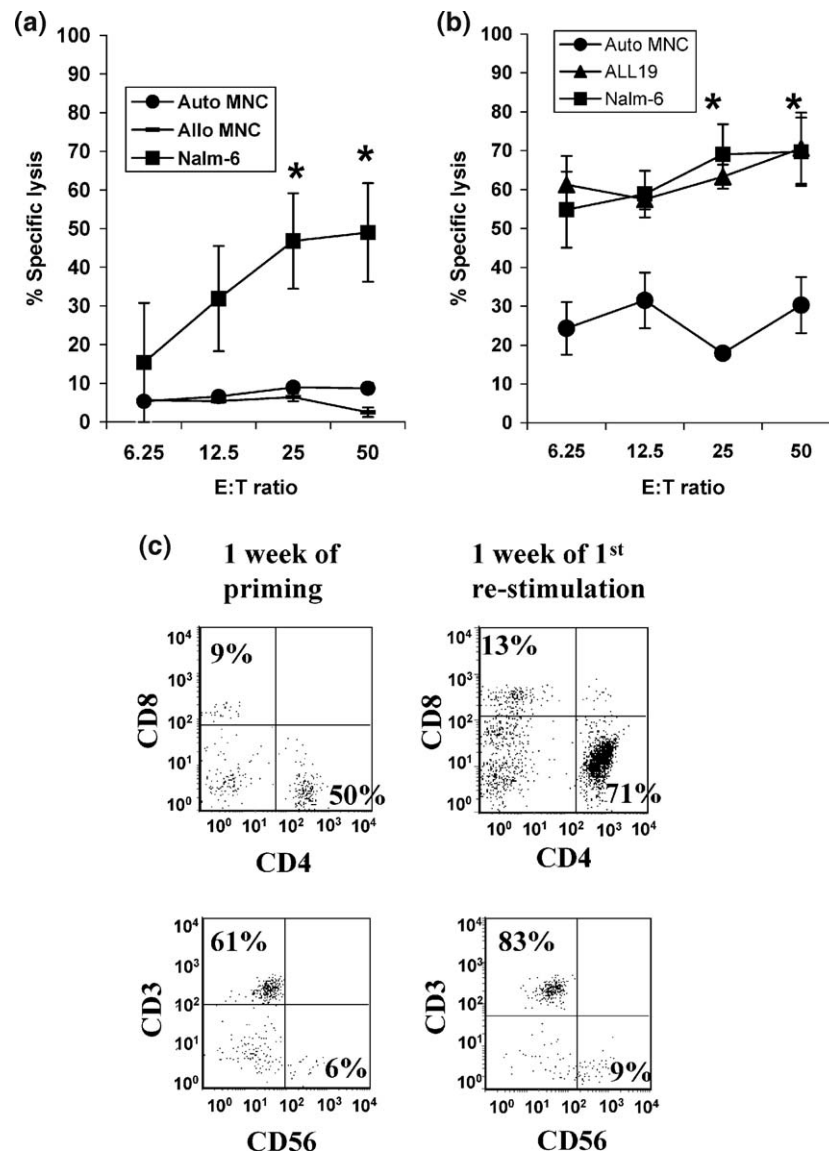 (a)
100
90
80
70
60
50
40
30
20
10
0
% Specific lysis
Auto MNC
Allo MNC
Nalm-6
*
*
6.25 12.5 25 50
E:T ratio
(b)
100
90
80
70
60
50
40
30
20
10
0
% Specific lysis
Auto MNC
ALL19
Nalm-6
*
*
6.25 12.5 25 50
E:T ratio
(c)
1 week of
priming
1 week of 1st
re-stimulation
10⁴
10³
10²
10¹
10⁰
CD8
9%
50%
10⁰ 10¹ 10² 10³ 10⁴
CD4
10⁴
10³
10²
10¹
10⁰
CD8
13%
71%
10⁰ 10¹ 10² 10³ 10⁴
CD4
10⁴
10³
10²
10¹
10⁰
CD3
61%
6%
10⁰ 10¹ 10² 10³ 10⁴
CD56
10⁴
10³
10²
10¹
10⁰
CD3
83%
9%
10⁰ 10¹ 10² 10³ 10⁴
CD56